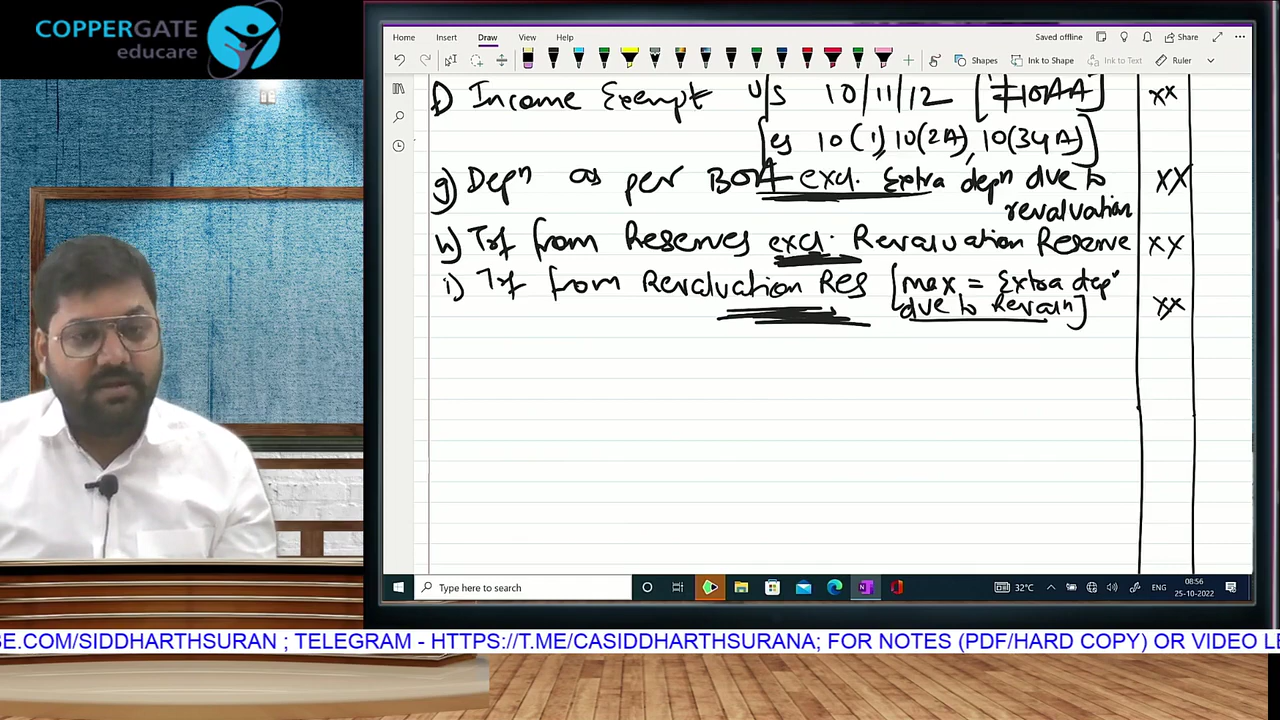 COPPERGATE
educare
Home Insert Draw View Help
Saved offline
Share
Shapes
Ink to Shape
Ink to Text
Ruler
f) Income Exempt u/s 10/11/12 [≠10AA] xx
[eg 10(1), 10(2A), 10(34A)]
g) Depn as per BOA excl. Extra depn due to revaluation xx
h) Trf from Reserves excl. Revaluation Reserve xx
i) Trf from Revaluation Res [max = Extra depn xx
due to Revaln]
Type here to search
32°C
ENG
08:56
25-10-2022
BE.COM/SIDDHARTHSURAN ; TELEGRAM - HTTPS://T.ME/CASIDDHARTHSURANA; FOR NOTES (PDF/HARD COPY) OR VIDEO LE